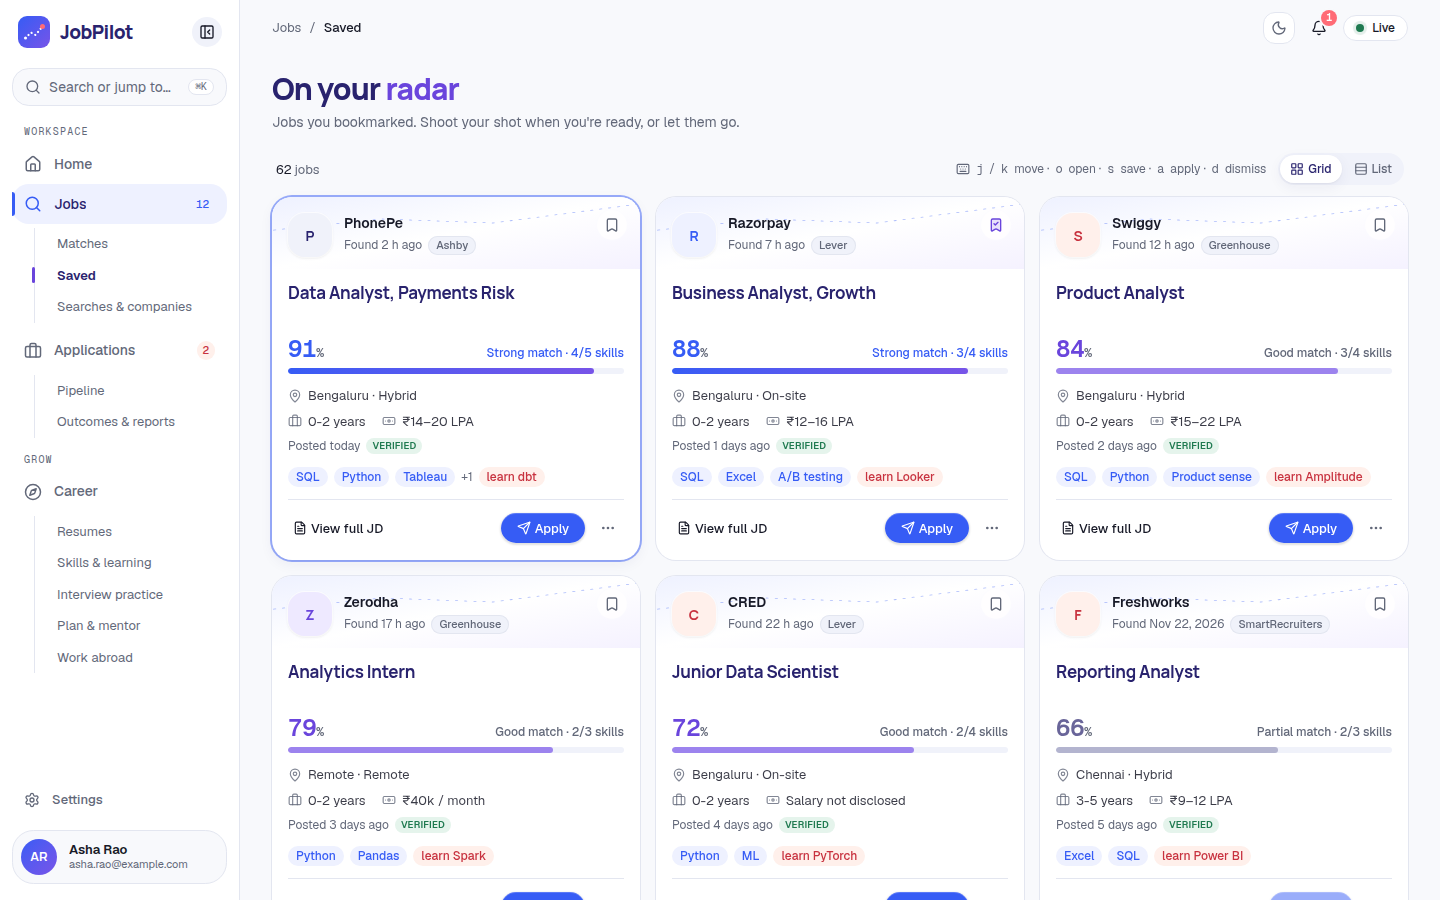 JobPilot
Search or jump to... ⌘K
WORKSPACE
Home
Jobs 12
Matches
Saved
Searches & companies
Applications 2
Pipeline
Outcomes & reports
GROW
Career
Resumes
Skills & learning
Interview practice
Plan & mentor
Work abroad
Settings
AR
Asha Rao
asha.rao@example.com
Jobs / Saved
1
Live
On your radar
Jobs you bookmarked. Shoot your shot when you're ready, or let them go.
62 jobs
j / k move · o open · s save · a apply · d dismiss
Grid
List
P
PhonePe
Found 2 h ago Ashby
Data Analyst, Payments Risk
91% Strong match · 4/5 skills
Bengaluru · Hybrid
0-2 years ₹14–20 LPA
Posted today VERIFIED
SQL Python Tableau +1 learn dbt
View full JD Apply
R
Razorpay
Found 7 h ago Lever
Business Analyst, Growth
88% Strong match · 3/4 skills
Bengaluru · On-site
0-2 years ₹12–16 LPA
Posted 1 days ago VERIFIED
SQL Excel A/B testing learn Looker
View full JD Apply
S
Swiggy
Found 12 h ago Greenhouse
Product Analyst
84% Good match · 3/4 skills
Bengaluru · Hybrid
0-2 years ₹15–22 LPA
Posted 2 days ago VERIFIED
SQL Python Product sense learn Amplitude
View full JD Apply
Z
Zerodha
Found 17 h ago Greenhouse
Analytics Intern
79% Good match · 2/3 skills
Remote · Remote
0-2 years ₹40k / month
Posted 3 days ago VERIFIED
Python Pandas learn Spark
C
CRED
Found 22 h ago Lever
Junior Data Scientist
72% Good match · 2/4 skills
Bengaluru · On-site
0-2 years Salary not disclosed
Posted 4 days ago VERIFIED
Python ML learn PyTorch
F
Freshworks
Found Nov 22, 2026 SmartRecruiters
Reporting Analyst
66% Partial match · 2/3 skills
Chennai · Hybrid
3-5 years ₹9–12 LPA
Posted 5 days ago VERIFIED
Excel SQL learn Power BI